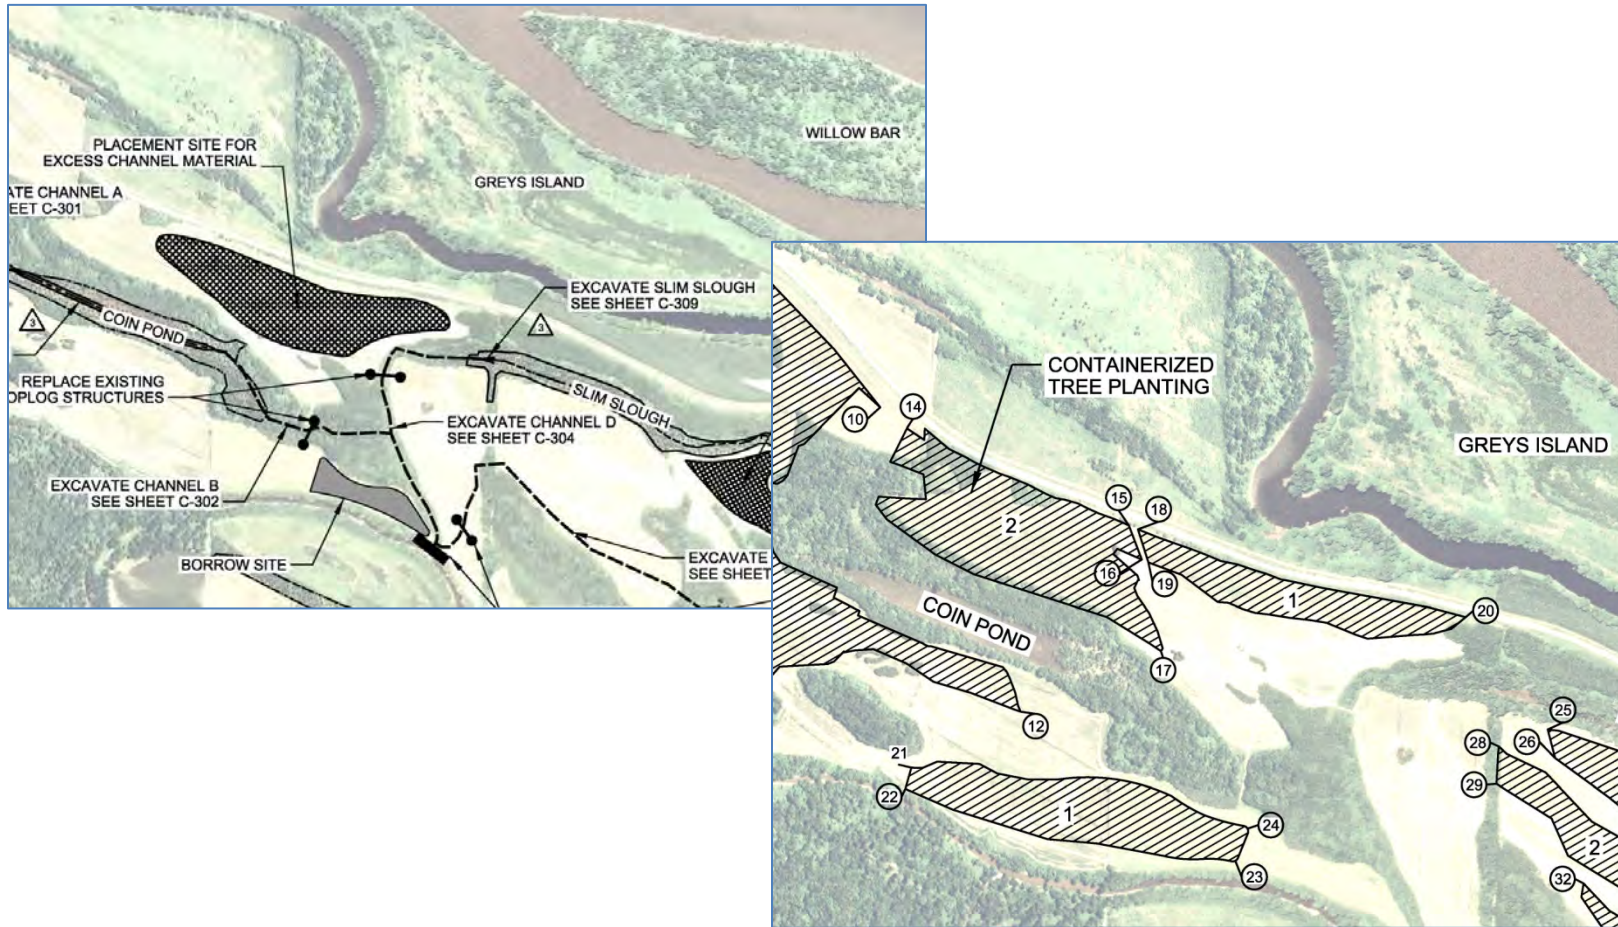 WILLOW BAR
PLACEMENT SITE FOR
EXCESS CHANNEL MATERIAL
GREYS ISLAND
ATE CHANNEL A
EET C-301
EXCAVATE SLIM SLOUGH
SEE SHEET C-309
3
COIN POND
3
REPLACE EXISTING
OPLOG STRUCTURES
SLIM SLOUGH
EXCAVATE CHANNEL D
SEE SHEET C-304
EXCAVATE CHANNEL B
SEE SHEET C-302
BORROW SITE
EXCAVATE
SEE SHEET
CONTAINERIZED
TREE PLANTING
10
14
GREYS ISLAND
15
18
2
16
19
1
20
COIN POND
17
12
25
28
26
21
29
22
1
24
2
23
32